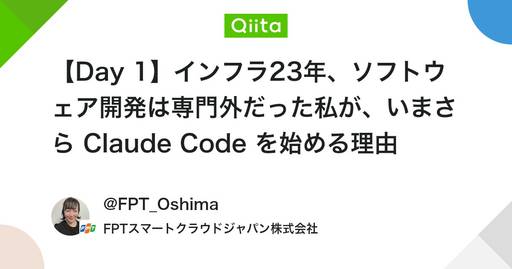 Qiita
【Day 1】インフラ23年、ソフトウ
ェア開発は専門外だった私が、いまさ
ら Claude Code を始める理由
@FPT_Oshima
FPT
FPTスマートクラウドジャパン株式会社